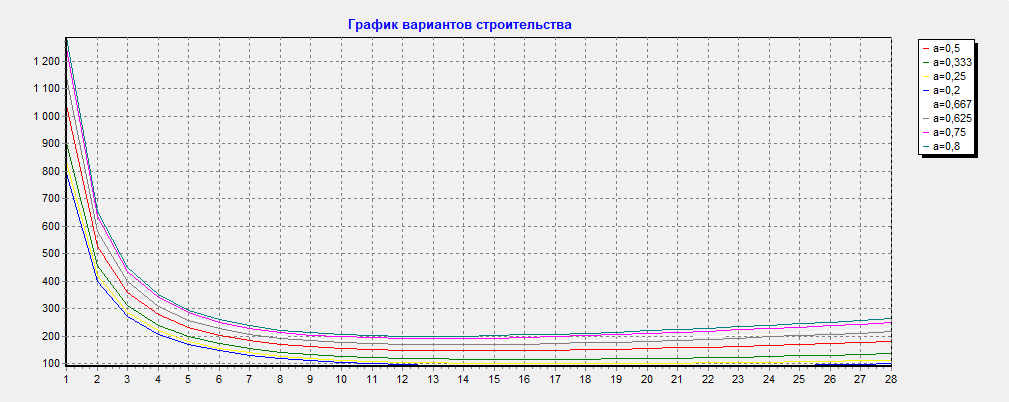 График вариантов строительства
1 200
1 100
1 000
900
800
700
600
500
400
300
200
100
1 2 3 4 5 6 7 8 9 10 11 12 13 14 15 16 17 18 19 20 21 22 23 24 25 26 27 28
a=0,5
a=0,333
a=0,25
a=0,2
a=0,667
a=0,625
a=0,75
a=0,8